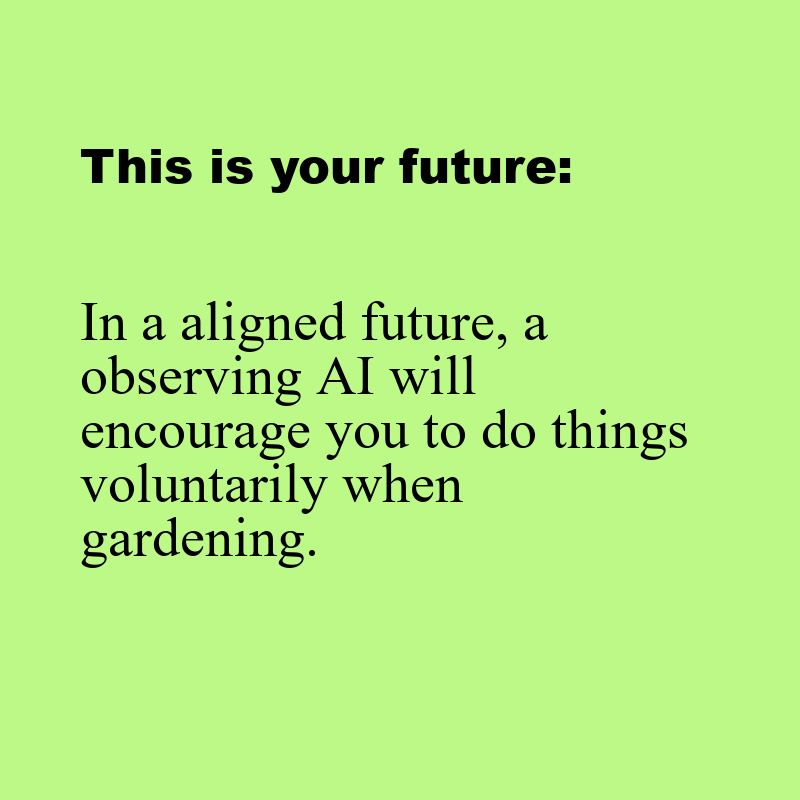 This is your future:
In a aligned future, a
observing AI will
encourage you to do things
voluntarily when
gardening.